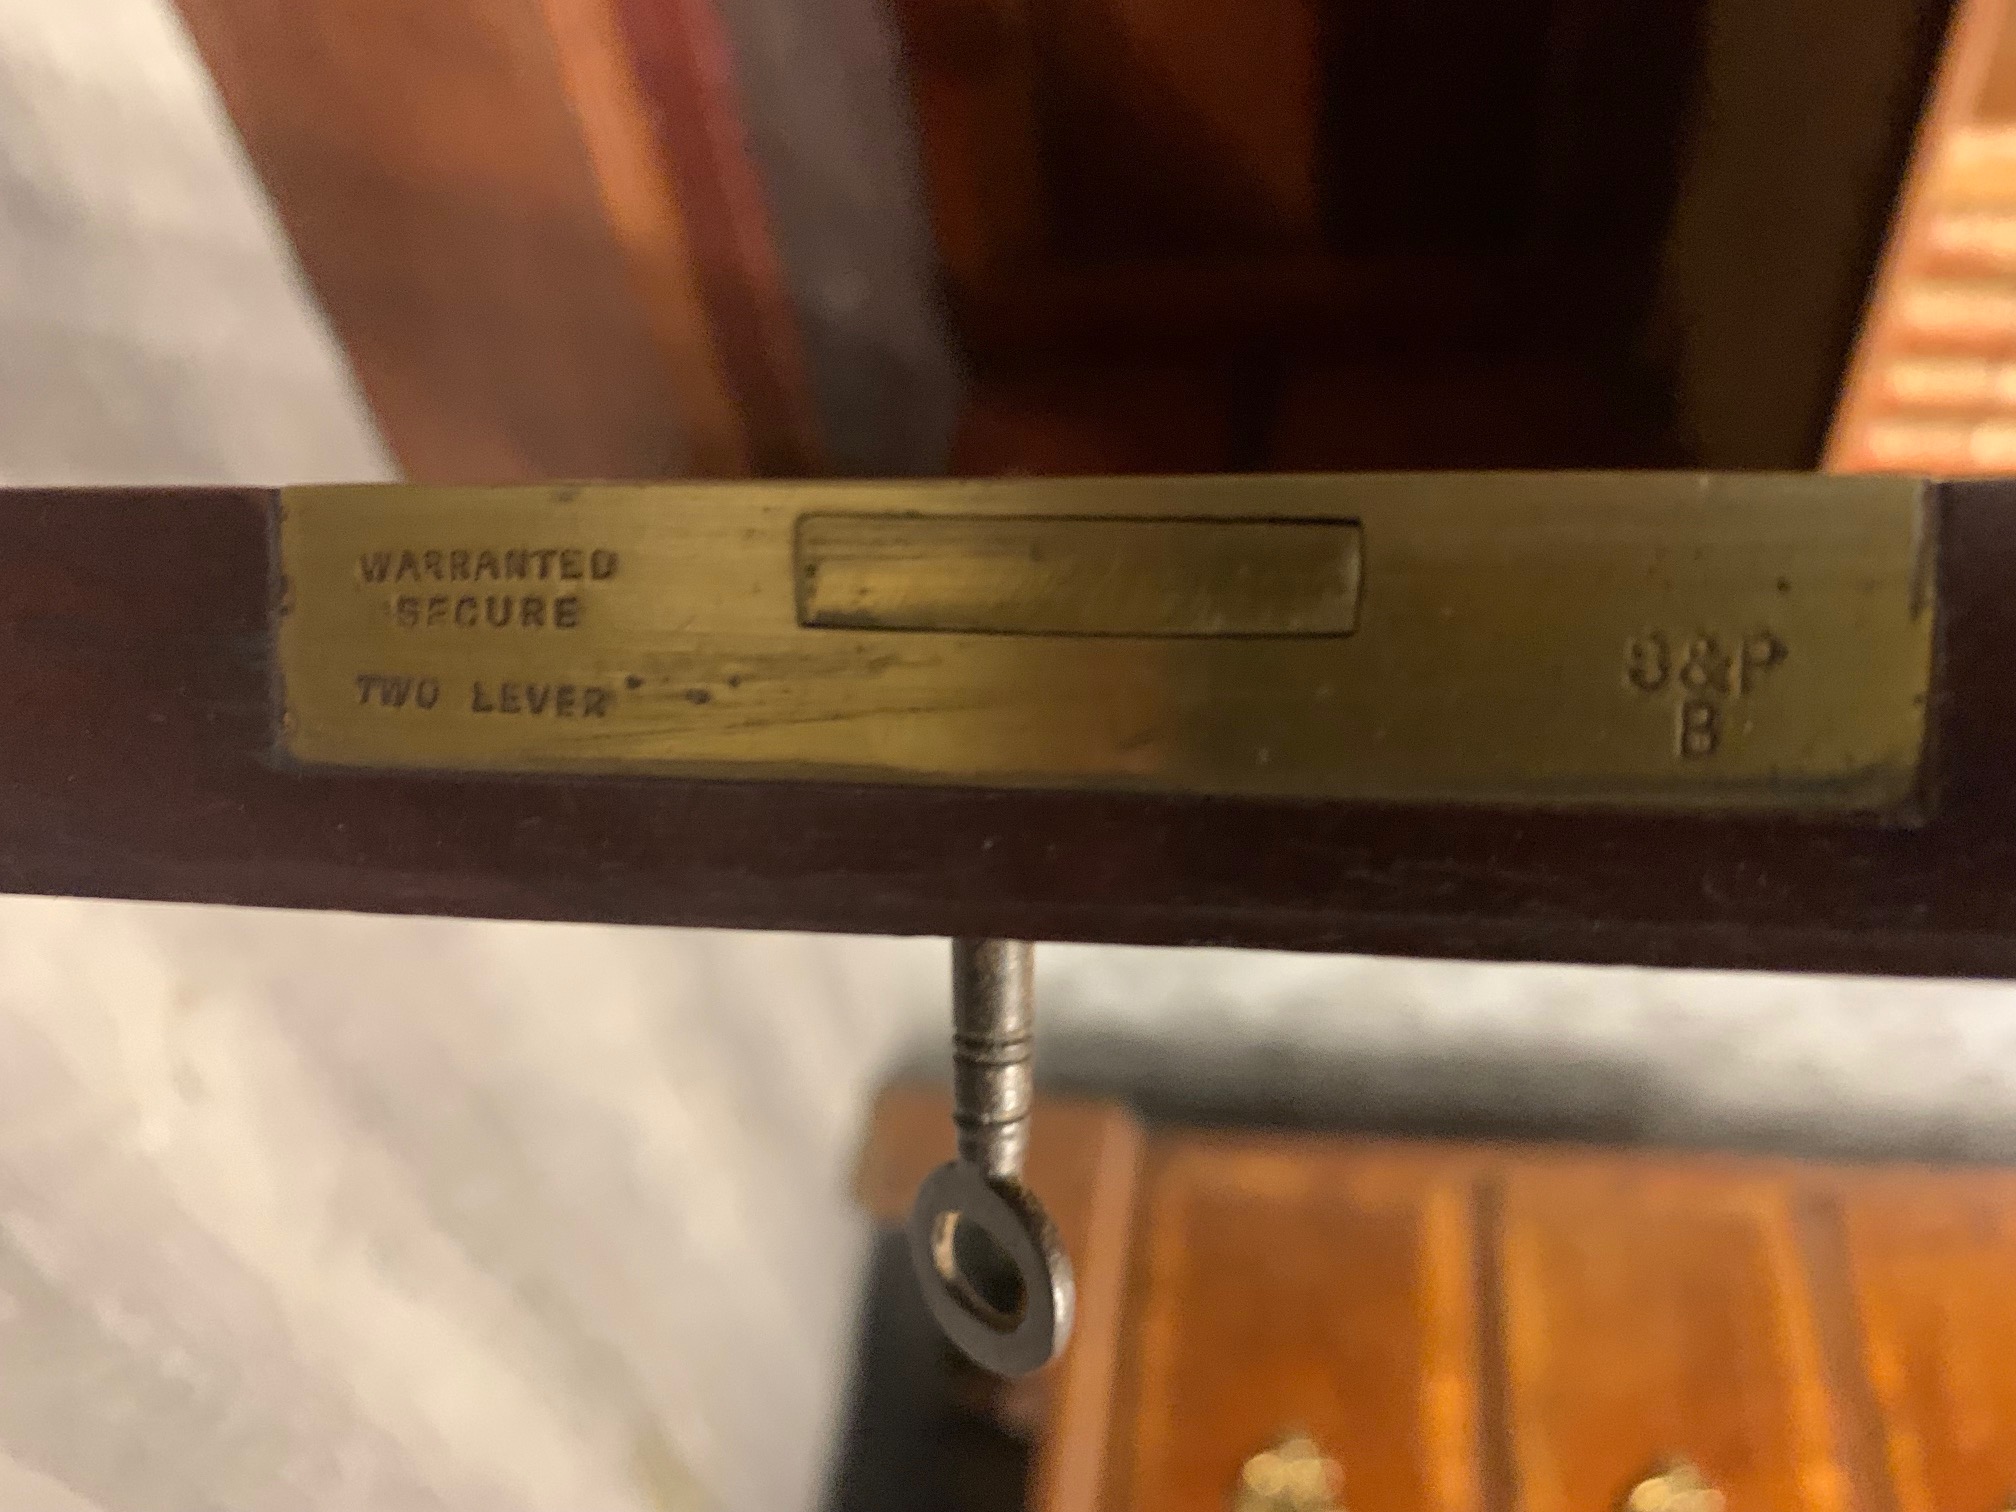 WARRANTED
SECURE
TWO LEVER
S&P
B